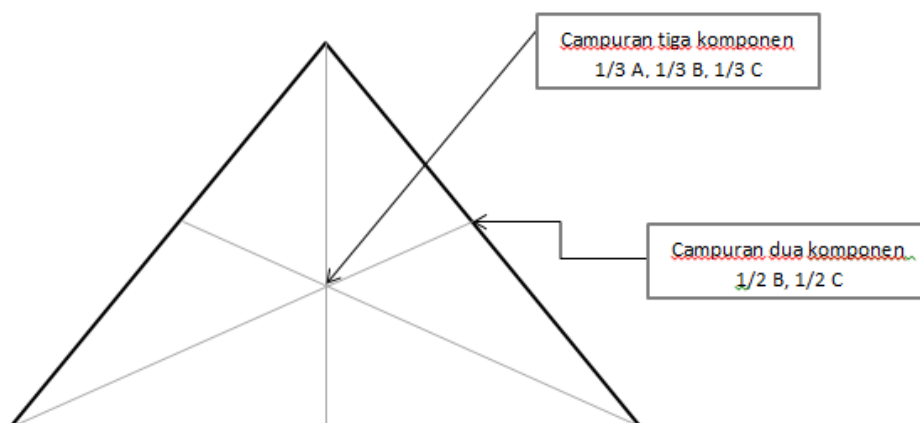 Campuran tiga komponen
1/3 A, 1/3 B, 1/3 C
Campuran dua komponen
1/2 B, 1/2 C